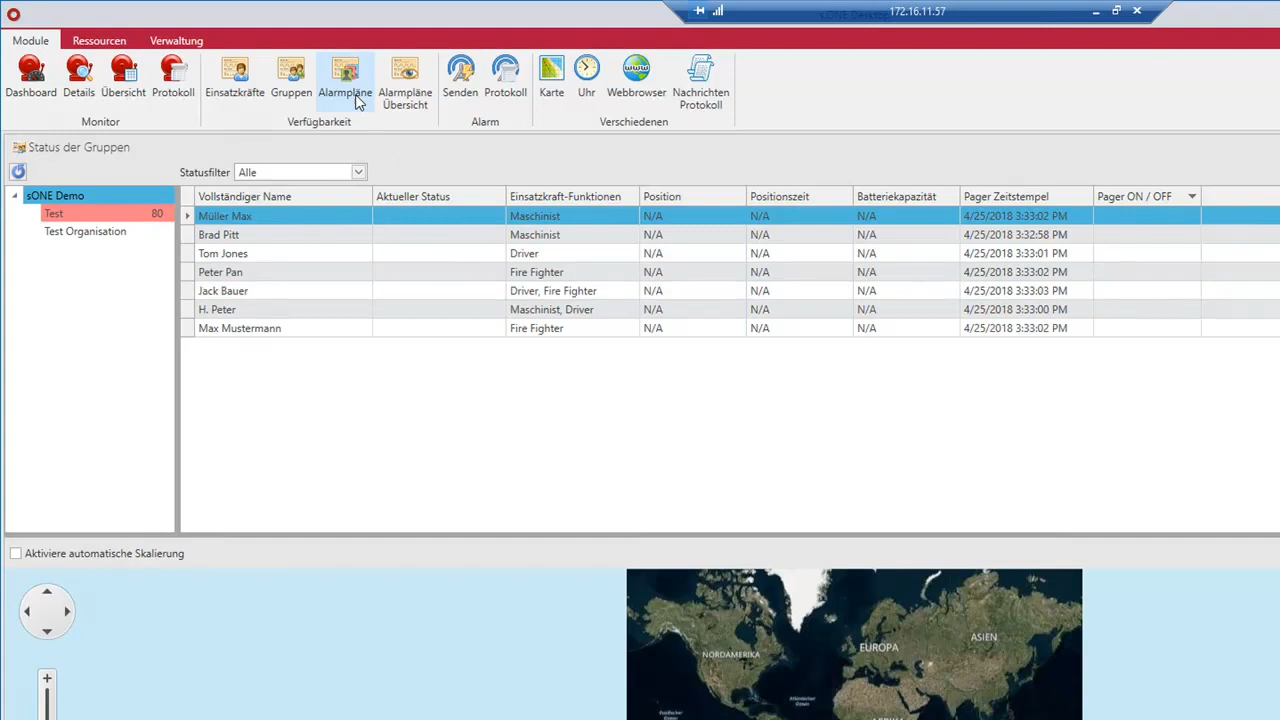 172.16.11.57
Module Ressourcen Verwaltung
Dashboard Details Übersicht Protokoll Einsatzkräfte Gruppen Alarmpläne Alarmpläne Übersicht Senden Protokoll Karte Uhr Webbrowser Nachrichten Protokoll
Monitor Verfügbarkeit Alarm Verschiedenen
Status der Gruppen
Statusfilter Alle
sONE Demo
Test 80
Test Organisation
Vollständiger Name Aktueller Status Einsatzkraft-Funktionen Position Positionszeit Batteriekapazität Pager Zeitstempel Pager ON / OFF
Müller Max Maschinist N/A N/A N/A 4/25/2018 3:33:02 PM
Brad Pitt Maschinist N/A N/A N/A 4/25/2018 3:32:58 PM
Tom Jones Driver N/A N/A N/A 4/25/2018 3:33:01 PM
Peter Pan Fire Fighter N/A N/A N/A 4/25/2018 3:33:02 PM
Jack Bauer Driver, Fire Fighter N/A N/A N/A 4/25/2018 3:33:03 PM
H. Peter Maschinist, Driver N/A N/A N/A 4/25/2018 3:33:00 PM
Max Mustermann Fire Fighter N/A N/A N/A 4/25/2018 3:33:02 PM
Aktiviere automatische Skalierung
ASIEN
EUROPA
NORDAMERIKA